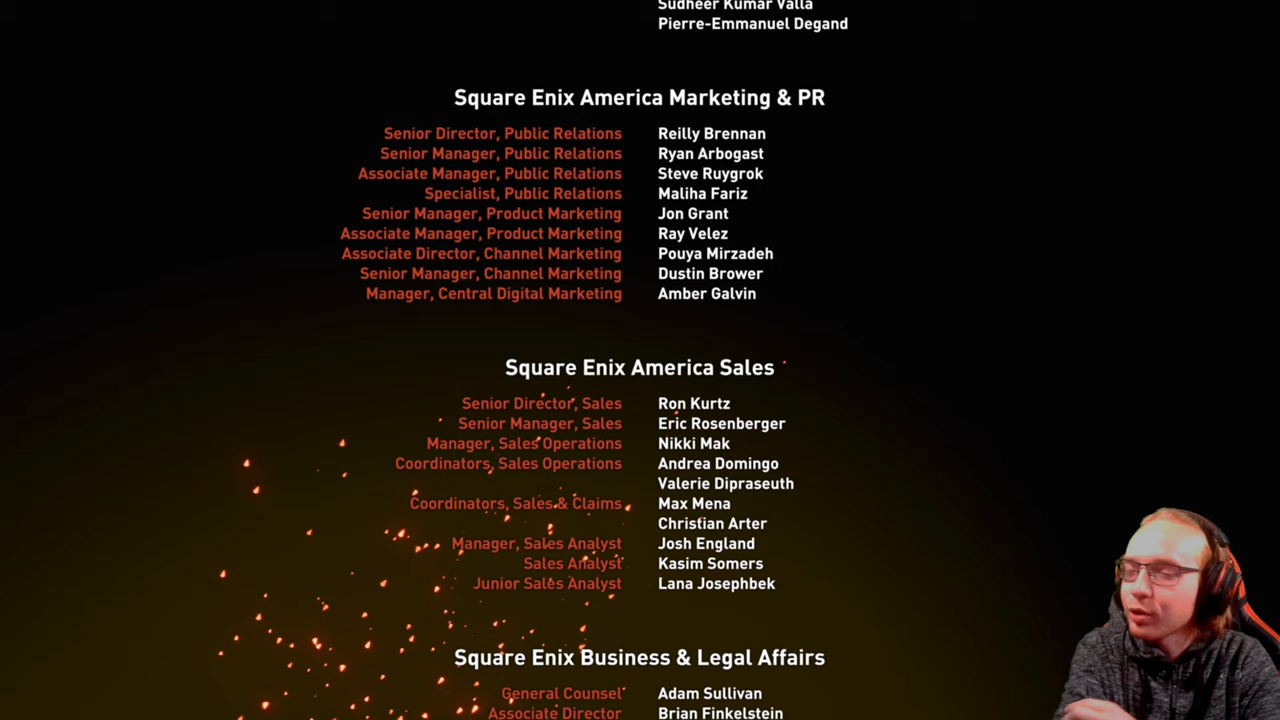 Sudheer Kumar Valla
Pierre-Emmanuel Degand
Square Enix America Marketing & PR
Senior Director, Public Relations Reilly Brennan
Senior Manager, Public Relations Ryan Arbogast
Associate Manager, Public Relations Steve Ruygrok
Specialist, Public Relations Maliha Fariz
Senior Manager, Product Marketing Jon Grant
Associate Manager, Product Marketing Ray Velez
Associate Director, Channel Marketing Pouya Mirzadeh
Senior Manager, Channel Marketing Dustin Brower
Manager, Central Digital Marketing Amber Galvin
Square Enix America Sales
Senior Director, Sales Ron Kurtz
Senior Manager, Sales Eric Rosenberger
Manager, Sales Operations Nikki Mak
Coordinators, Sales Operations Andrea Domingo
Valerie Dipraseuth
Coordinators, Sales & Claims Max Mena
Christian Arter
Manager, Sales Analyst Josh England
Sales Analyst Kasim Somers
Junior Sales Analyst Lana Josephbek
Square Enix Business & Legal Affairs
General Counsel Adam Sullivan
Associate Director Brian Finkelstein